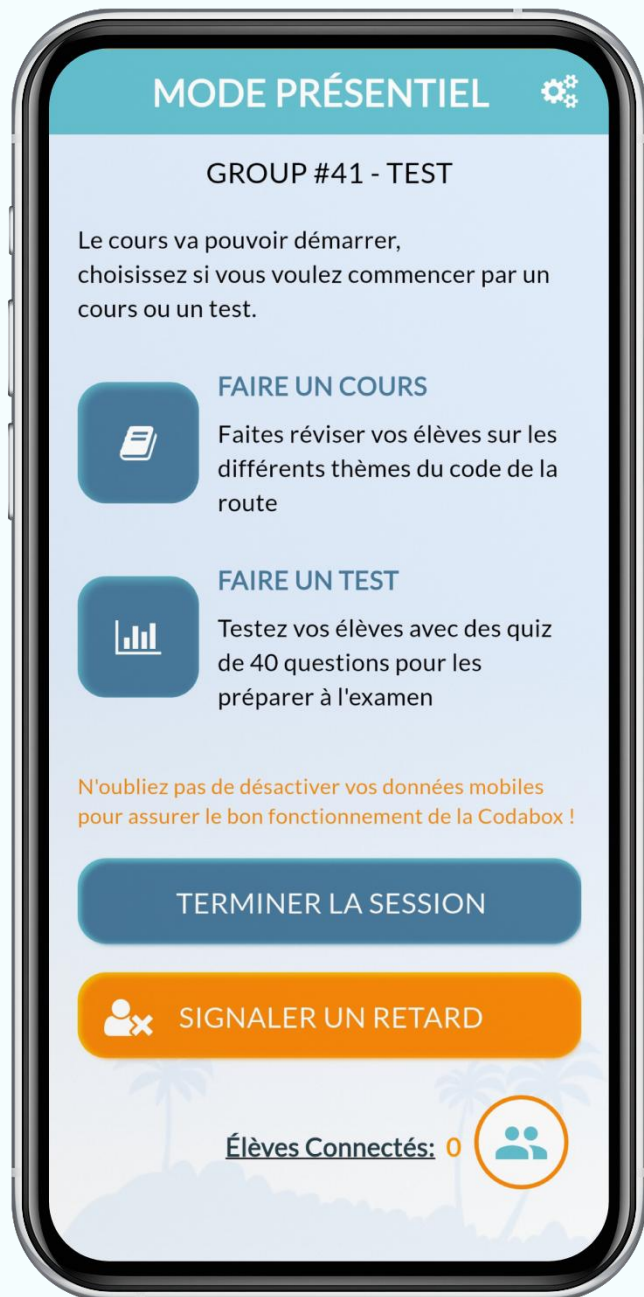 MODE PRÉSENTIEL
GROUP #41 - TEST
Le cours va pouvoir démarrer,
choisissez si vous voulez commencer par un
cours ou un test.
FAIRE UN COURS
Faites réviser vos élèves sur les
différents thèmes du code de la
route
FAIRE UN TEST
Testez vos élèves avec des quiz
de 40 questions pour les
préparer à l'examen
N'oubliez pas de désactiver vos données mobiles
pour assurer le bon fonctionnement de la Codabox !
TERMINER LA SESSION
SIGNALER UN RETARD
Élèves Connectés: 0